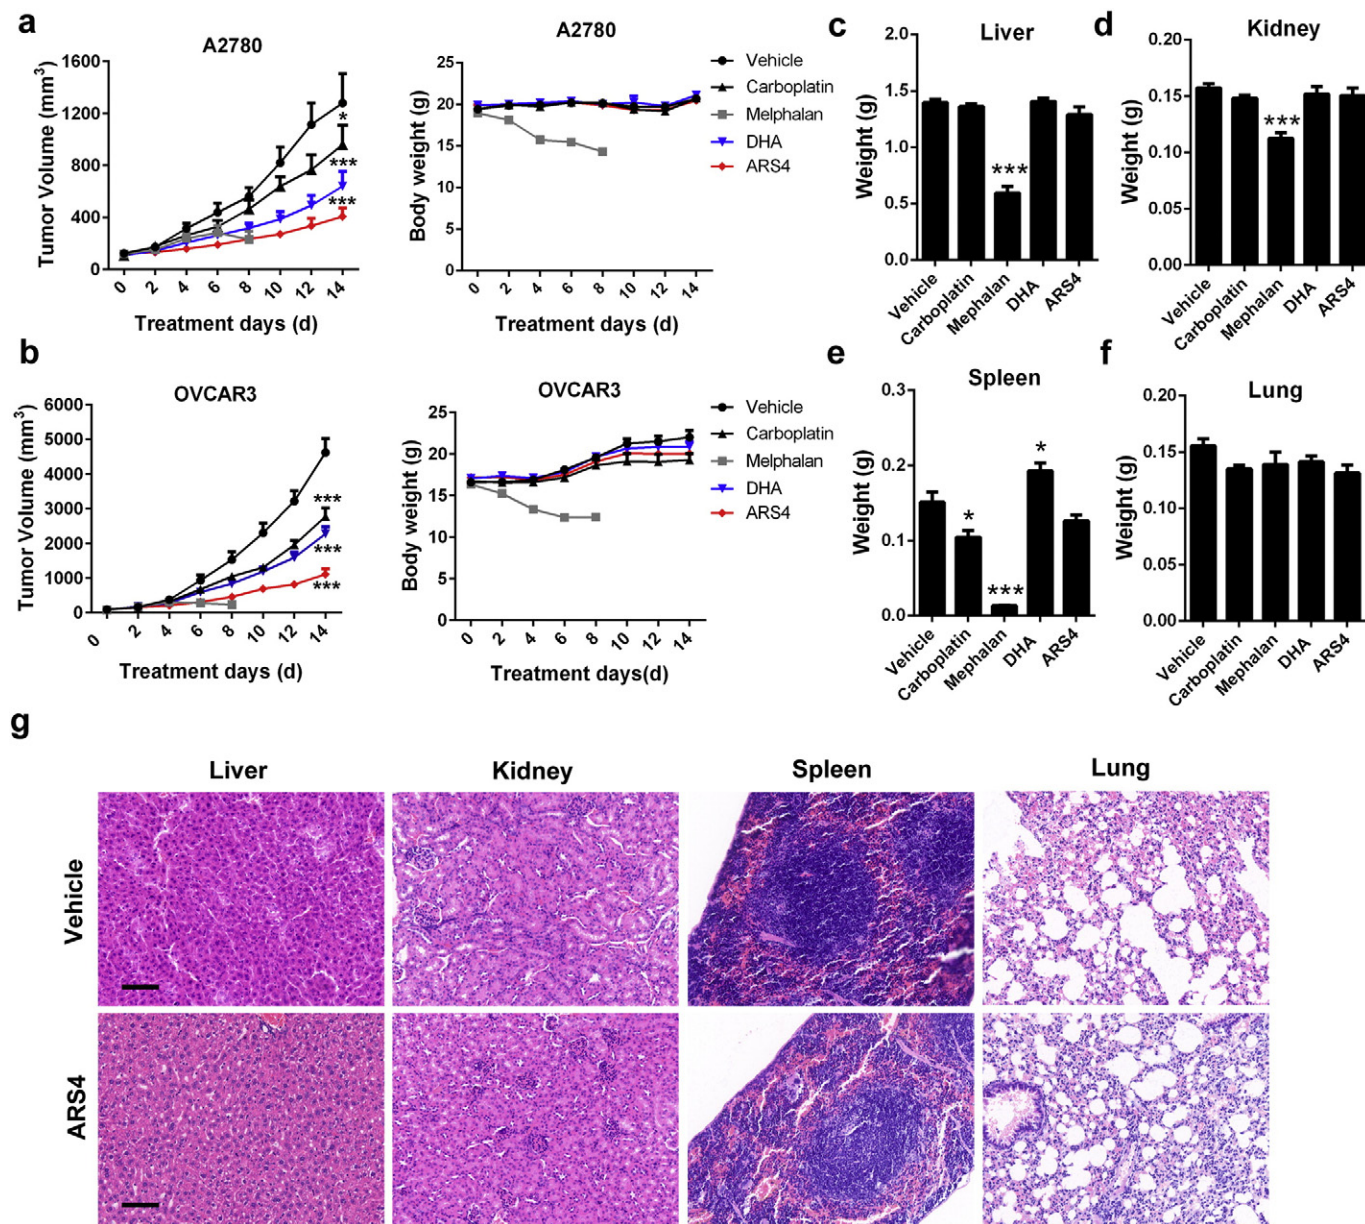 a
A2780
Tumor Volume (mm³)
1600
1200
800
400
0
*
***
***
0 2 4 6 8 10 12 14
Treatment days (d)
A2780
Body weight (g)
25
20
15
10
5
0
0 2 4 6 8 10 12 14
Treatment days (d)
Vehicle
Carboplatin
Melphalan
DHA
ARS4
c
Liver
Weight (g)
2.0
1.5
1.0
0.5
0.0
***
Vehicle
Carboplatin
Mephalan
DHA
ARS4
d
Kidney
Weight (g)
0.20
0.15
0.10
0.05
0.00
***
Vehicle
Carboplatin
Mephalan
DHA
ARS4
b
OVCAR3
Tumor Volume (mm³)
6000
5000
4000
3000
2000
1000
0
***
***
***
0 2 4 6 8 10 12 14
Treatment days (d)
OVCAR3
Body weight (g)
25
20
15
10
5
0
0 2 4 6 8 10 12 14
Treatment days(d)
Vehicle
Carboplatin
Melphalan
DHA
ARS4
e
Spleen
Weight (g)
0.3
0.2
0.1
0.0
*
***
*
Vehicle
Carboplatin
Mephalan
DHA
ARS4
f
Lung
Weight (g)
0.20
0.15
0.10
0.05
0.00
Vehicle
Carboplatin
Mephalan
DHA
ARS4
g
Liver
Kidney
Spleen
Lung
Vehicle
ARS4